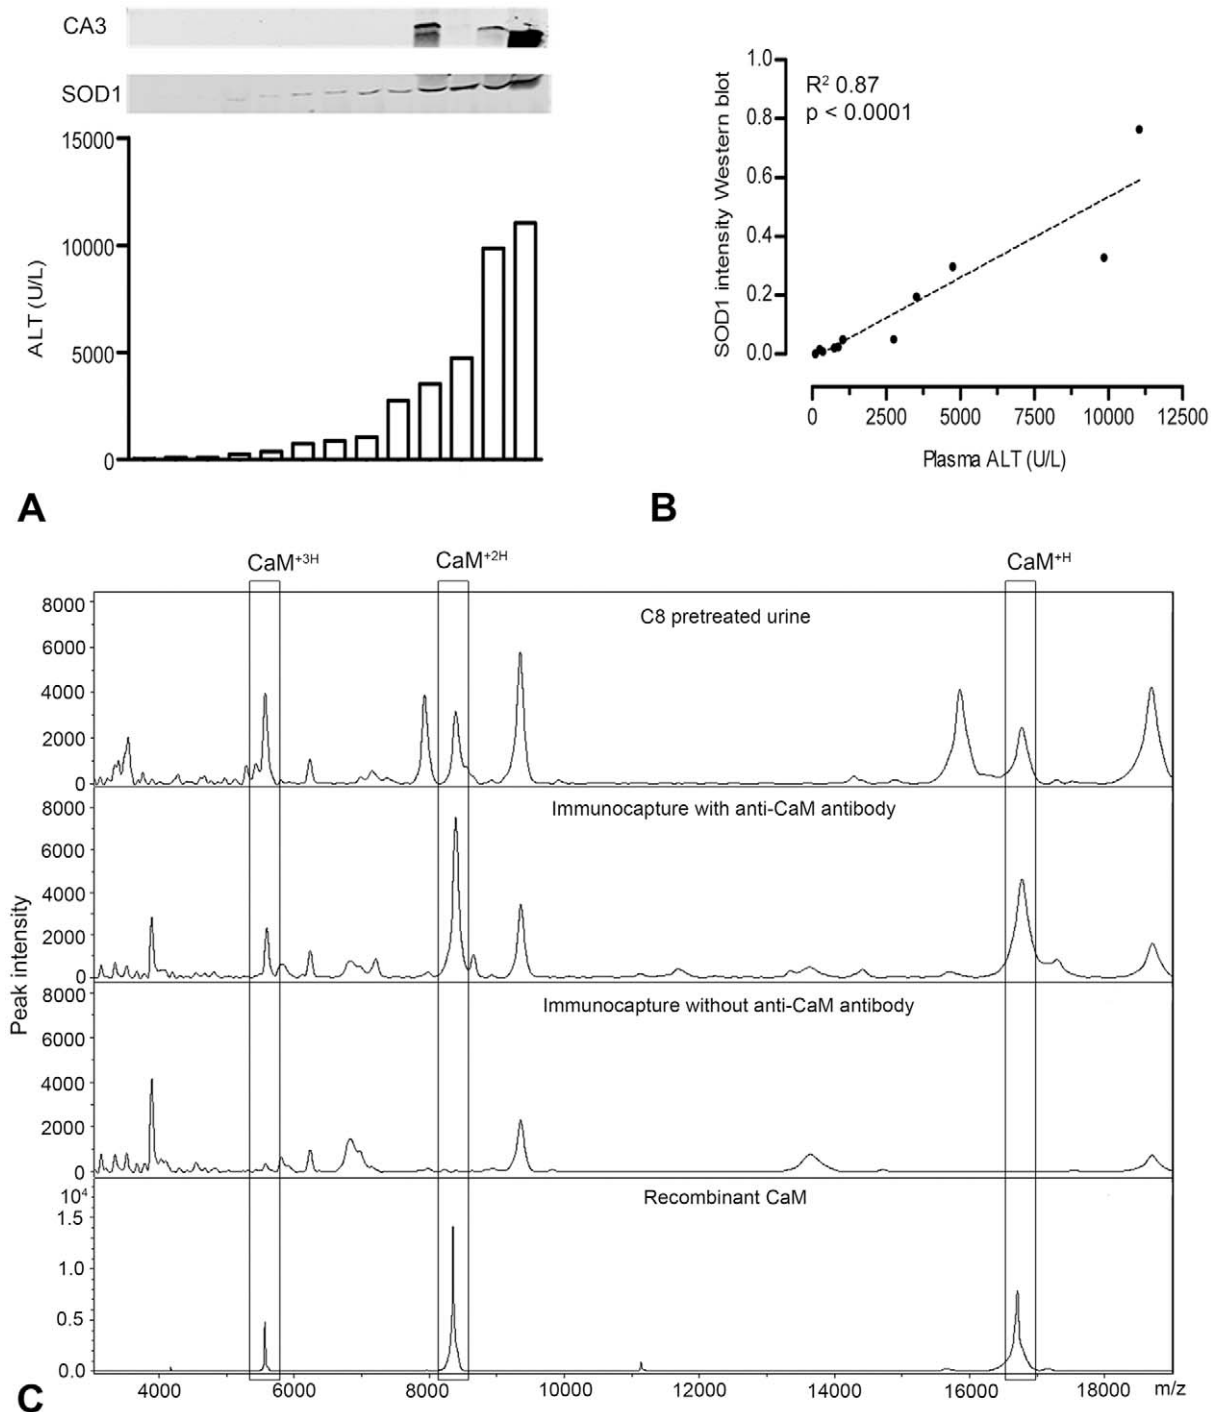 CA3
SOD1
15000
10000
5000
0
ALT (U/L)
A
1.0
0.8
0.6
0.4
0.2
0.0
SOD1 intensity Western blot
R² 0.87
p < 0.0001
0 2500 5000 7500 10000 12500
Plasma ALT (U/L)
B
CaM+3H CaM+2H CaM+H
C8 pretreated urine
8000
6000
4000
2000
0
Immunocapture with anti-CaM antibody
8000
6000
4000
2000
0
Peak intensity
Immunocapture without anti-CaM antibody
8000
6000
4000
2000
0
Recombinant CaM
10⁴
1.5
1.0
0.5
0.0
4000 6000 8000 10000 12000 14000 16000 18000 m/z
C